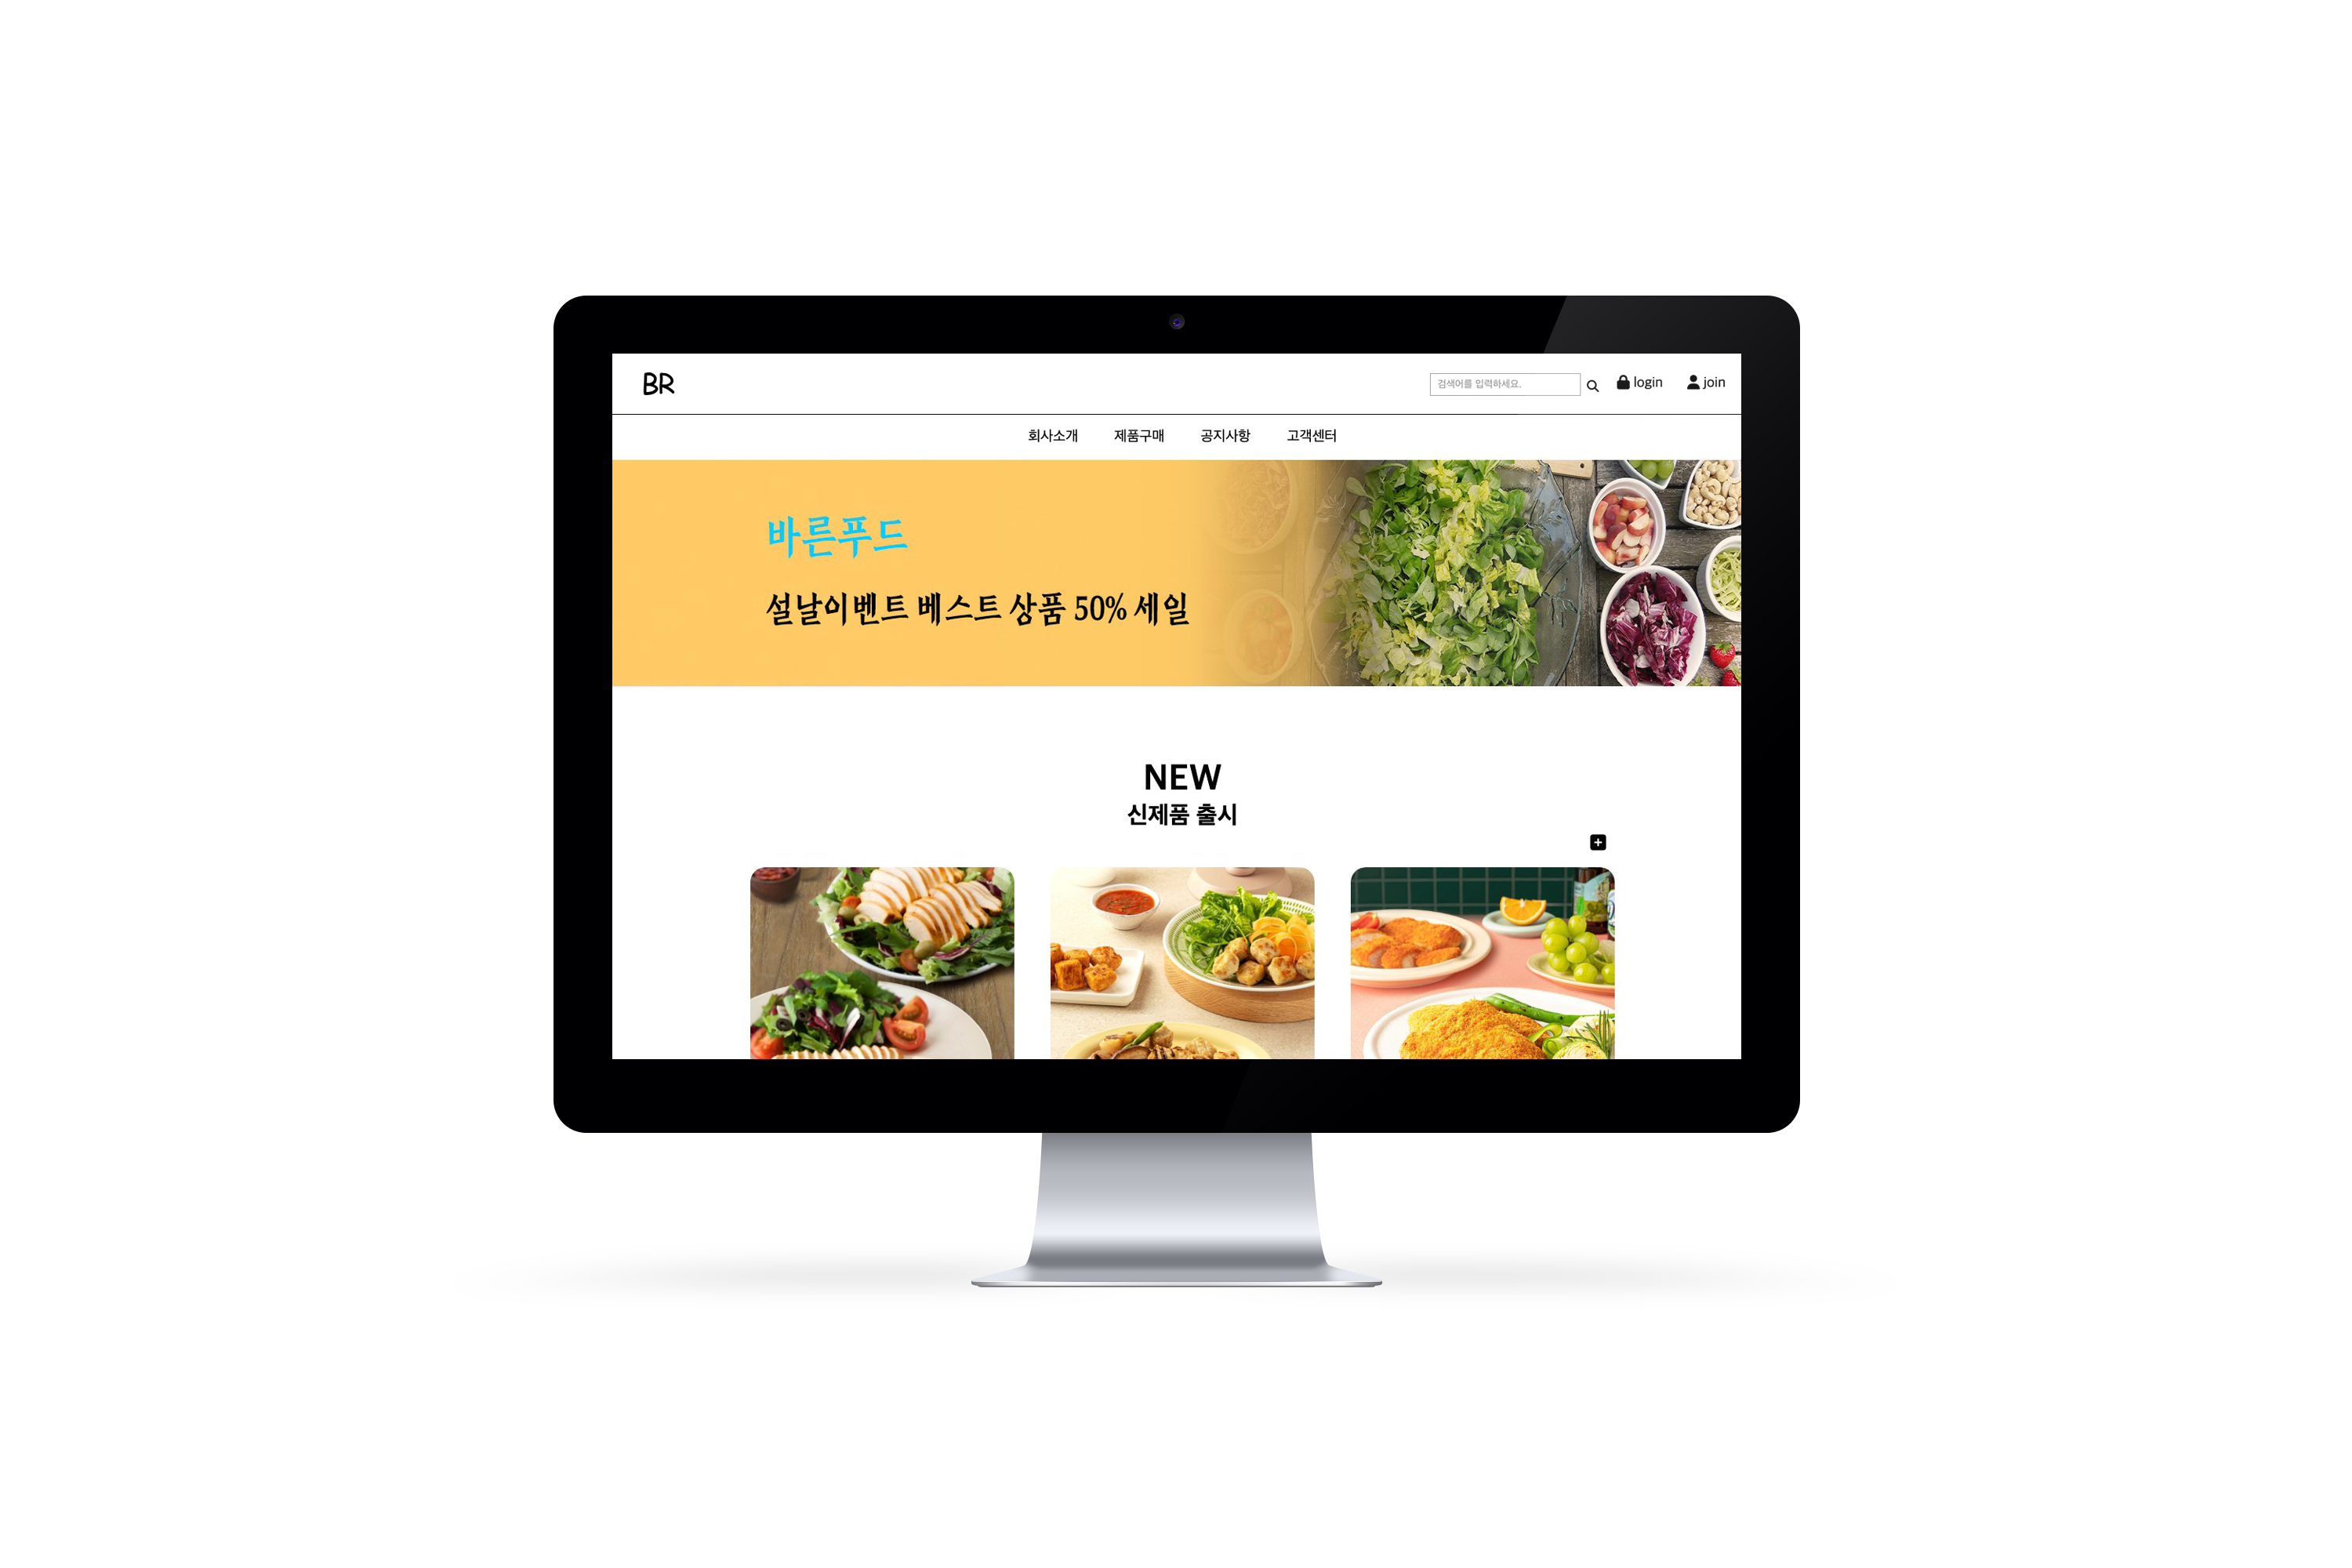 BR
검색어를 입력하세요.
login
join
회사소개 제품구매 공지사항 고객센터
바른푸드
설날이벤트 베스트 상품 50% 세일
NEW
신제품 출시